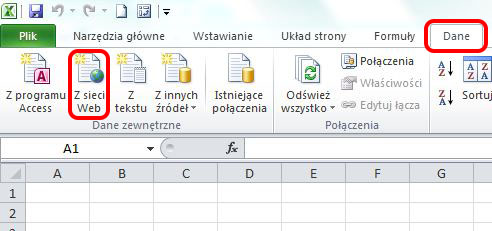 Plik Narzędzia główne Wstawianie Układ strony Formuły Dane
Z programu Access
Z sieci Web
Z tekstu
Z innych źródeł
Istniejące połączenia
Dane zewnętrzne
Odśwież wszystko
Połączenia
Właściwości
Edytuj łącza
Połączenia
A
Z
Z
A
A Z
Z A
Sortuj
A1 fx
A B C D E F G
1
2
3